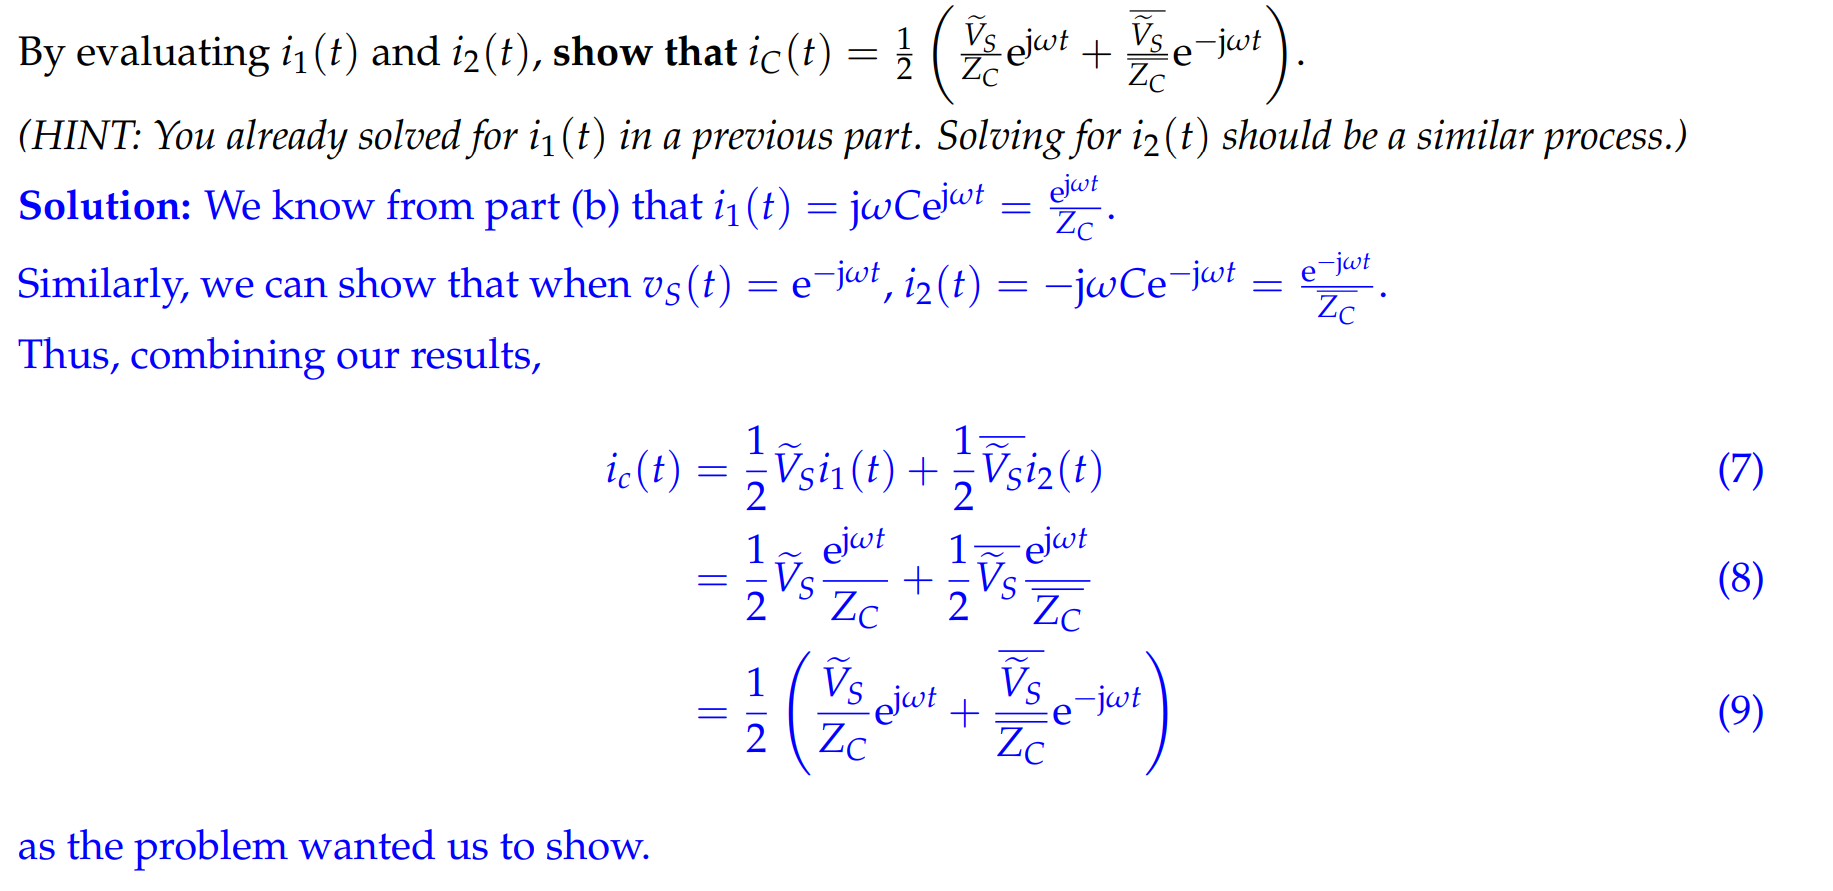 By evaluating $i_1(t)$ and $i_2(t)$, show that $i_C(t) = \frac{1}{2}\left(\frac{\widetilde{V}_S}{Z_C}e^{j\omega t} + \frac{\overline{\widetilde{V}_S}}{\overline{Z_C}}e^{-j\omega t}\right)$.
(HINT: You already solved for $i_1(t)$ in a previous part. Solving for $i_2(t)$ should be a similar process.)
Solution: We know from part (b) that $i_1(t) = j\omega C e^{j\omega t} = \frac{e^{j\omega t}}{Z_C}$.
Similarly, we can show that when $v_S(t) = e^{-j\omega t}$, $i_2(t) = -j\omega C e^{-j\omega t} = \frac{e^{-j\omega t}}{\overline{Z_C}}$.
Thus, combining our results,
$i_c(t) = \frac{1}{2}\widetilde{V}_S i_1(t) + \frac{1}{2}\overline{\widetilde{V}_S} i_2(t)$ (7)
$= \frac{1}{2}\widetilde{V}_S \frac{e^{j\omega t}}{Z_C} + \frac{1}{2}\overline{\widetilde{V}_S} \frac{e^{j\omega t}}{\overline{Z_C}}$ (8)
$= \frac{1}{2}\left(\frac{\widetilde{V}_S}{Z_C}e^{j\omega t} + \frac{\overline{\widetilde{V}_S}}{\overline{Z_C}}e^{-j\omega t}\right)$ (9)
as the problem wanted us to show.